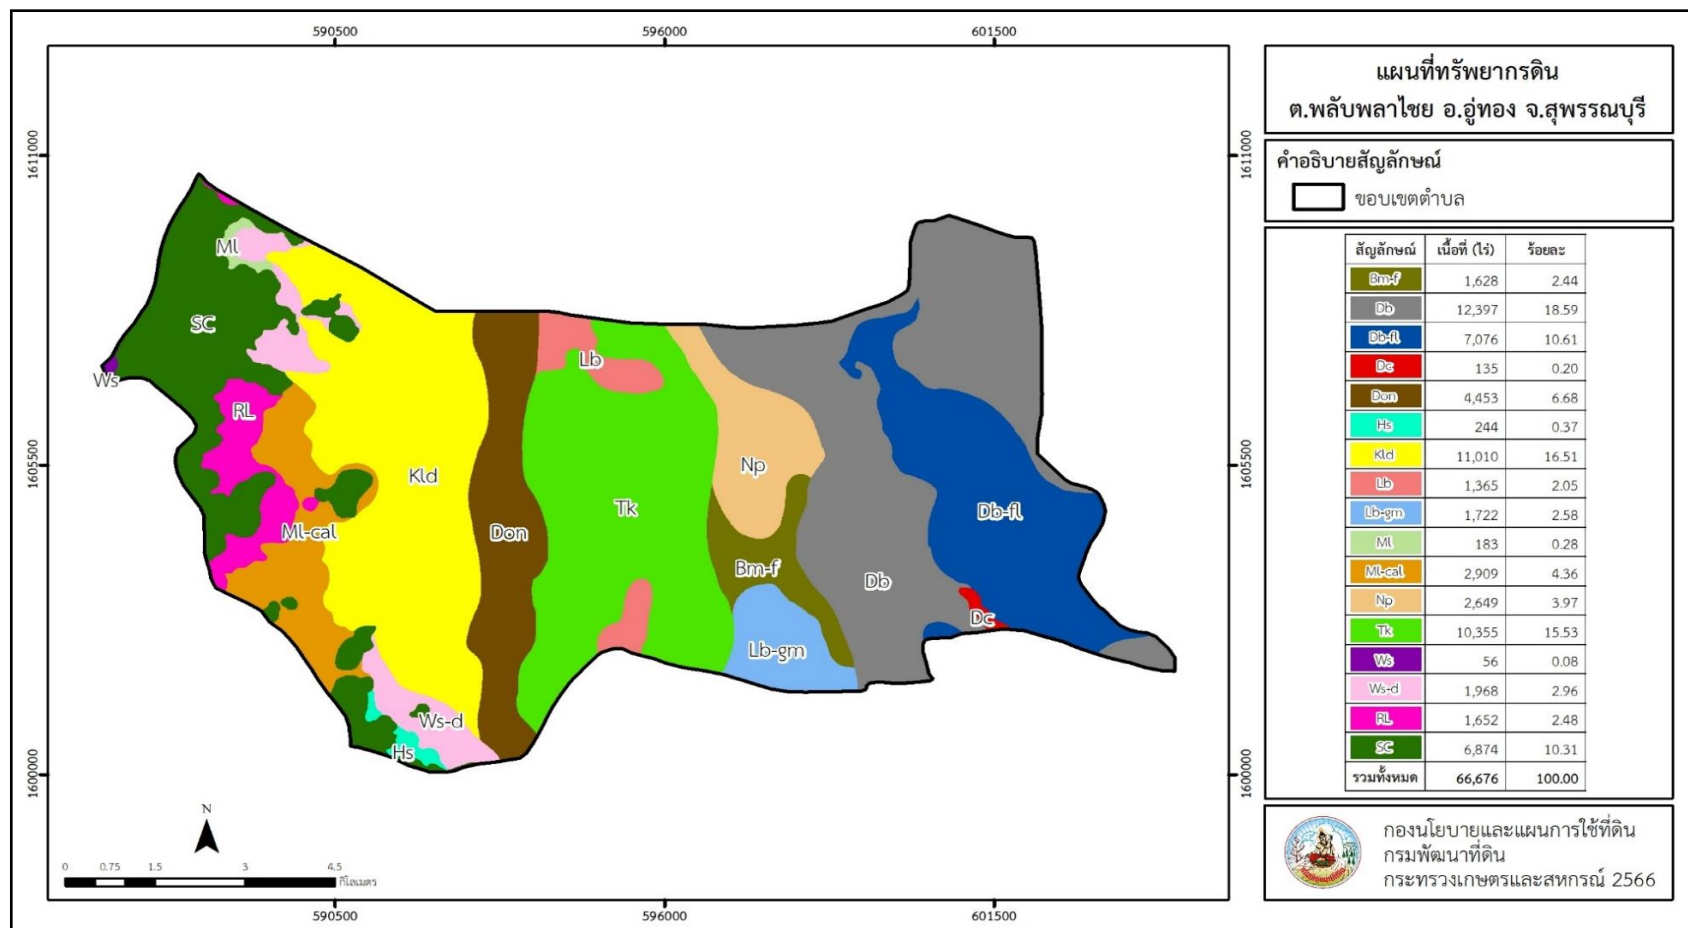 590500 596000 601500
1611000 1611000
1605500 1605500
1600000 1600000
Ml
SC
Ws
RL
Ml-cal
Kld
Don
Lb
Tk
Np
Bm-f
Lb-gm
Db
Db-fl
Dc
Ws-d
Hs
N
0 0.75 1.5 3 4.5
กิโลเมตร
590500 596000 601500
แผนที่ทรัพยากรดิน
ต.พลับพลาไชย อ.อู่ทอง จ.สุพรรณบุรี
คำอธิบายสัญลักษณ์
ขอบเขตตำบล
สัญลักษณ์ เนื้อที่ (ไร่) ร้อยละ
Bm-f 1,628 2.44
Db 12,397 18.59
Db-fl 7,076 10.61
Dc 135 0.20
Don 4,453 6.68
Hs 244 0.37
Kld 11,010 16.51
Lb 1,365 2.05
Lb-gm 1,722 2.58
Ml 183 0.28
Ml-cal 2,909 4.36
Np 2,649 3.97
Tk 10,355 15.53
Ws 56 0.08
Ws-d 1,968 2.96
RL 1,652 2.48
SC 6,874 10.31
รวมทั้งหมด 66,676 100.00
กองนโยบายและแผนการใช้ที่ดิน
กรมพัฒนาที่ดิน
กระทรวงเกษตรและสหกรณ์ 2566